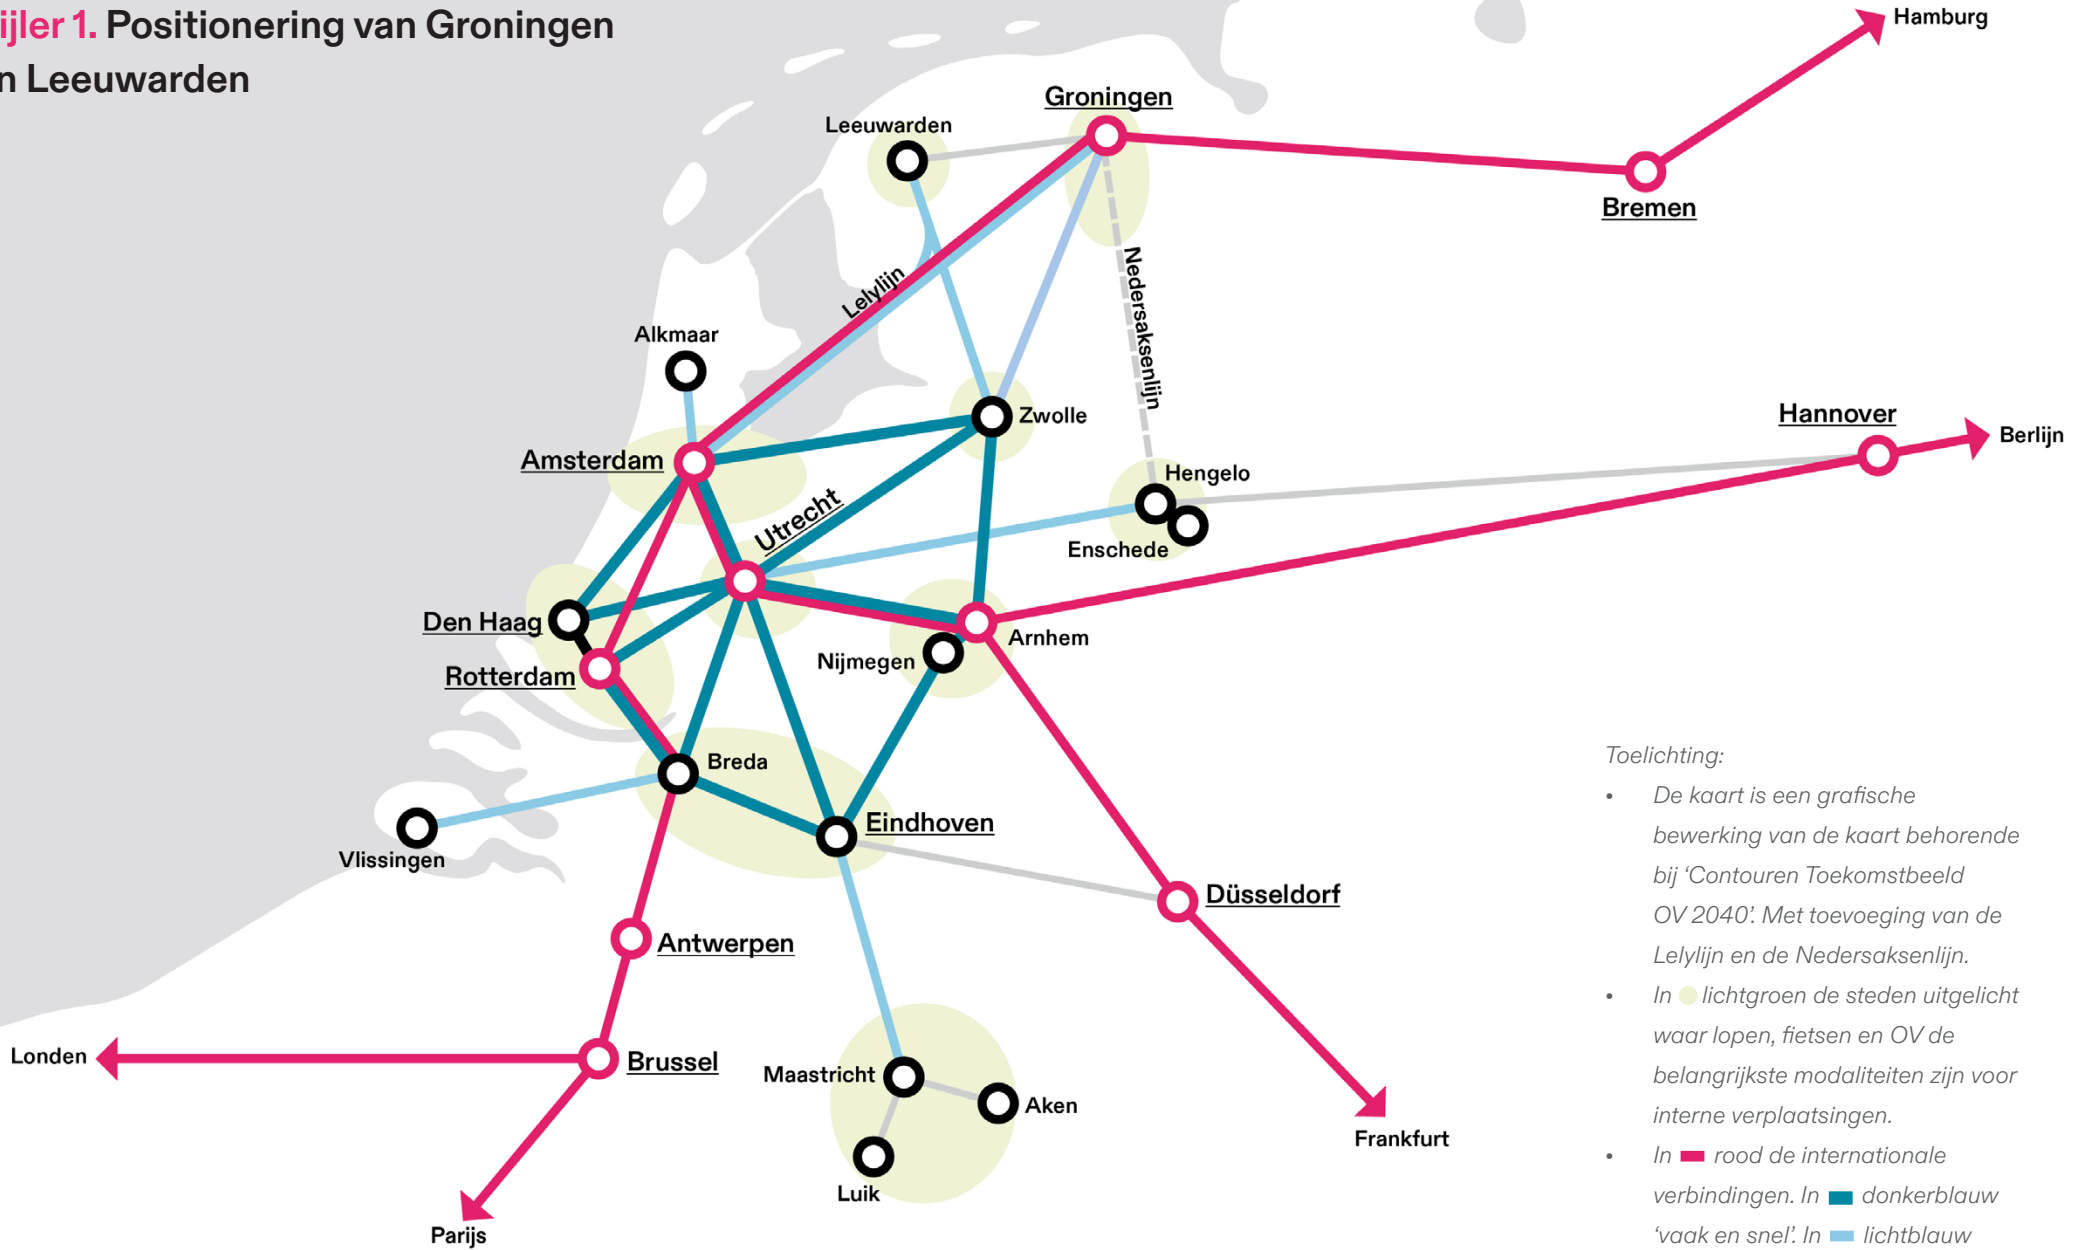 ijler 1. Positionering van Groningen
n Leeuwarden
Hamburg
Groningen
Leeuwarden
Bremen
Nedersaksenlijn
Lelylijn
Alkmaar
Zwolle
Hannover
Berlijn
Amsterdam
Hengelo
Utrecht
Enschede
Den Haag
Arnhem
Nijmegen
Rotterdam
Breda
Eindhoven
Vlissingen
Düsseldorf
Antwerpen
Londen
Brussel
Maastricht
Aken
Frankfurt
Luik
Parijs
Toelichting:
• De kaart is een grafische
bewerking van de kaart behorende
bij ‘Contouren Toekomstbeeld
OV 2040’. Met toevoeging van de
Lelylijn en de Nedersaksenlijn.
• In lichtgroen de steden uitgelicht
waar lopen, fietsen en OV de
belangrijkste modaliteiten zijn voor
interne verplaatsingen.
• In rood de internationale
verbindingen. In donkerblauw
‘vaak en snel’. In lichtblauw